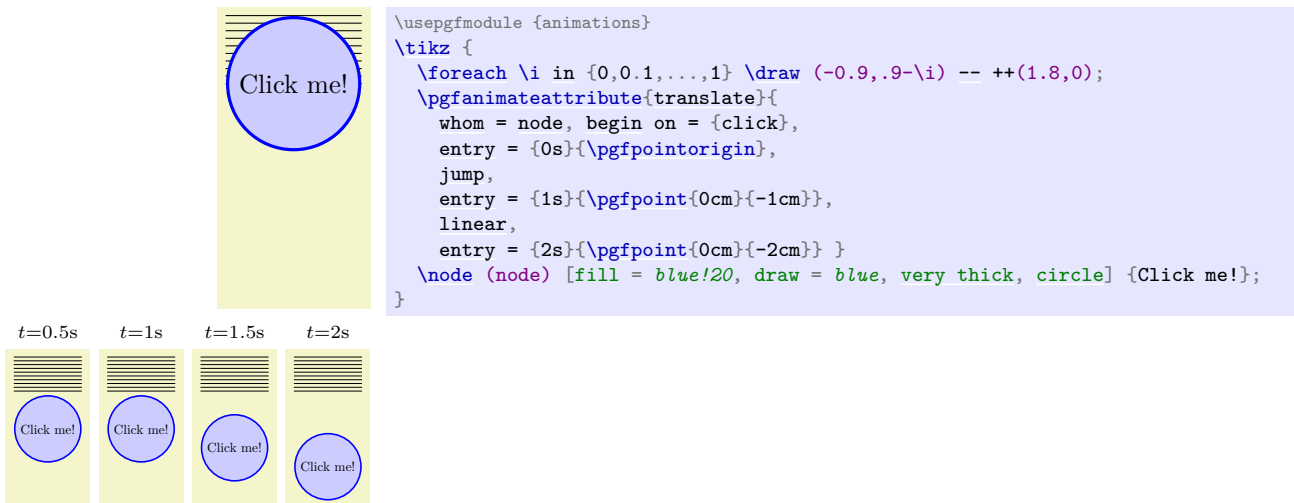 Click me!
\usepgfmodule {animations}
\tikz {
  \foreach \i in {0,0.1,...,1} \draw (-0.9,.9-\i) -- ++(1.8,0);
  \pgfanimateattribute{translate}{
    whom = node, begin on = {click},
    entry = {0s}{\pgfpointorigin},
    jump,
    entry = {1s}{\pgfpoint{0cm}{-1cm}},
    linear,
    entry = {2s}{\pgfpoint{0cm}{-2cm}} }
  \node (node) [fill = blue!20, draw = blue, very thick, circle] {Click me!};
}
t=0.5s t=1s t=1.5s t=2s
Click me! Click me! Click me! Click me!